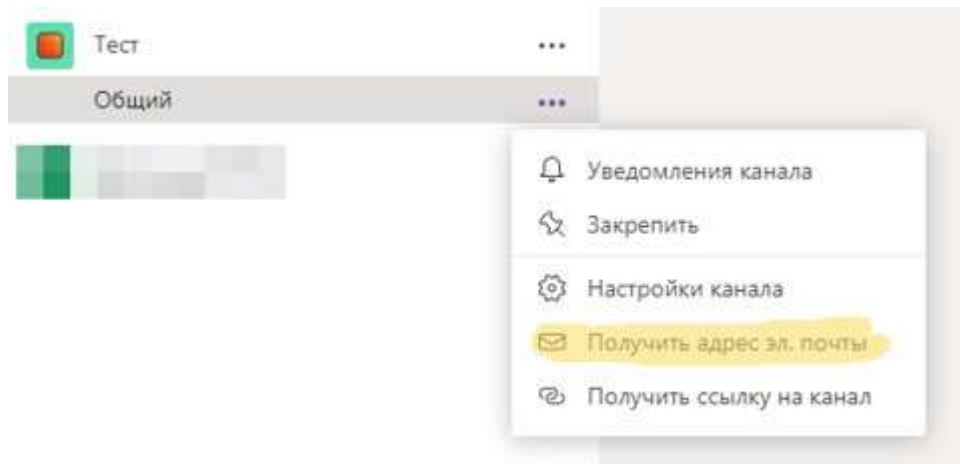 Тест
Общий
Уведомления канала
Закрепить
Настройки канала
Получить адрес эл. почты
Получить ссылку на канал